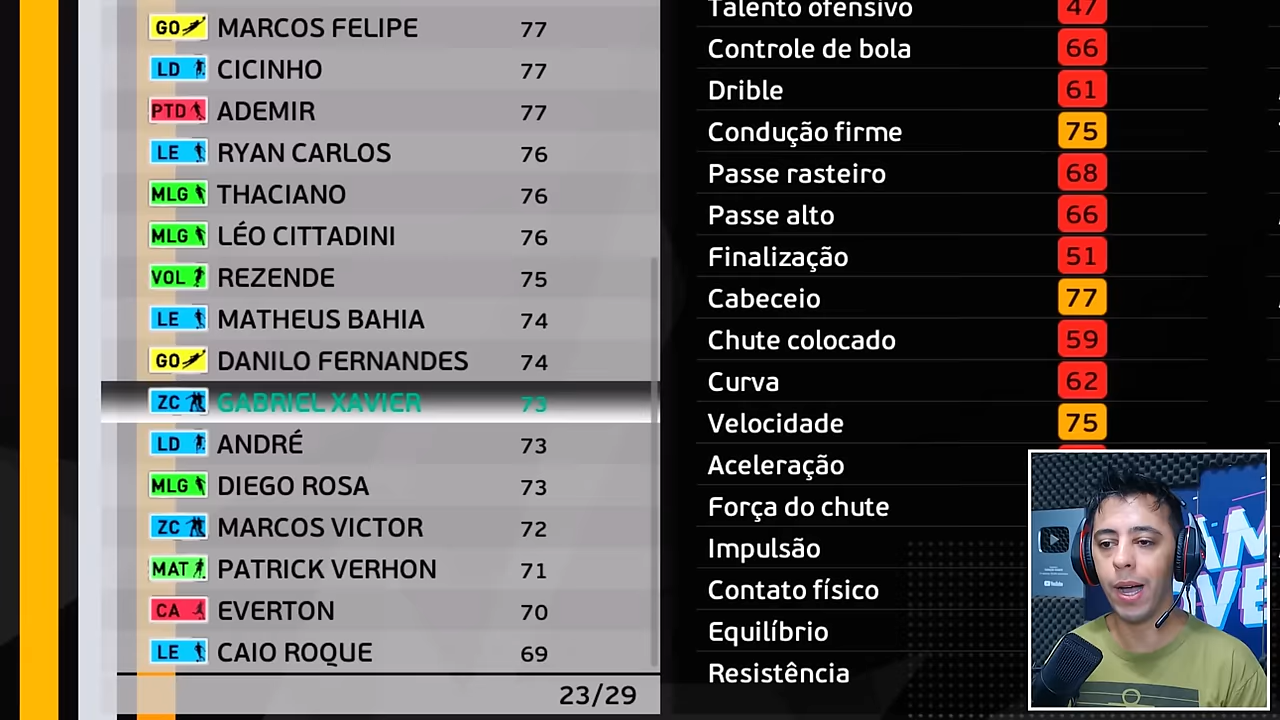 GO MARCOS FELIPE 77
LD CICINHO 77
PTD ADEMIR 77
LE RYAN CARLOS 76
MLG THACIANO 76
MLG LÉO CITTADINI 76
VOL REZENDE 75
LE MATHEUS BAHIA 74
GO DANILO FERNANDES 74
ZC GABRIEL XAVIER 73
LD ANDRÉ 73
MLG DIEGO ROSA 73
ZC MARCOS VICTOR 72
MAT PATRICK VERHON 71
CA EVERTON 70
LE CAIO ROQUE 69
23/29
Talento ofensivo 47
Controle de bola 66
Drible 61
Condução firme 75
Passe rasteiro 68
Passe alto 66
Finalização 51
Cabeceio 77
Chute colocado 59
Curva 62
Velocidade 75
Aceleração
Força do chute
Impulsão
Contato físico
Equilíbrio
Resistência